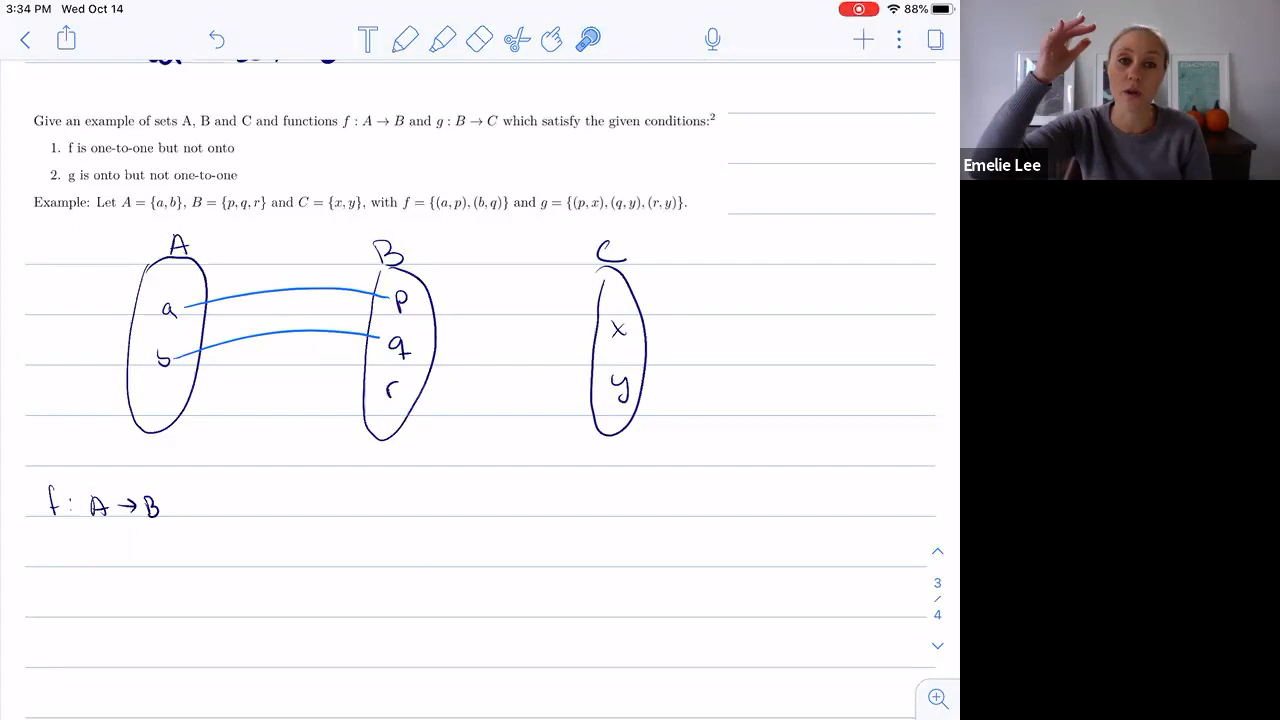 3:34 PM Wed Oct 14
88%
T
Give an example of sets A, B and C and functions f : A → B and g : B → C which satisfy the given conditions:²
1. f is one-to-one but not onto
2. g is onto but not one-to-one
Example: Let A = {a, b}, B = {p, q, r} and C = {x, y}, with f = {(a, p), (b, q)} and g = {(p, x), (q, y), (r, y)}.
A B C
a p x
b q y
r
f : A → B
3 / 4
EDMONTON
Emelie Lee